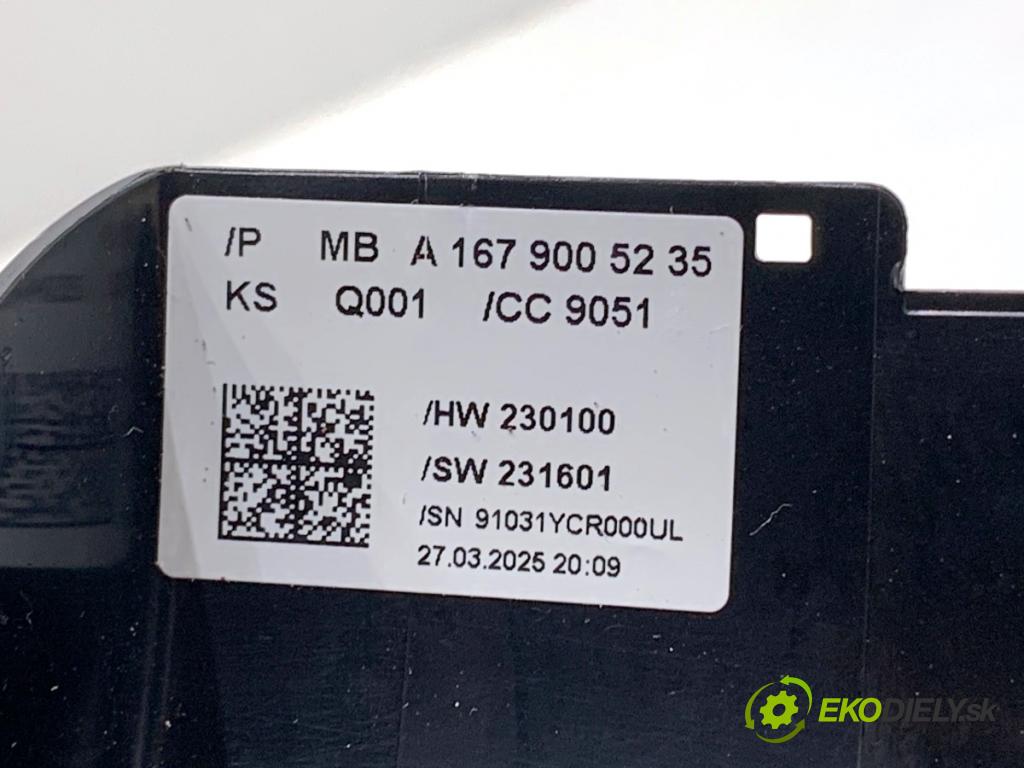 /P MB A 167 900 52 35
KS Q001 /CC 9051
/HW 230100
/SW 231601
/SN 91031YCR000UL
27.03.2025 20:09
EKODIELY.sk